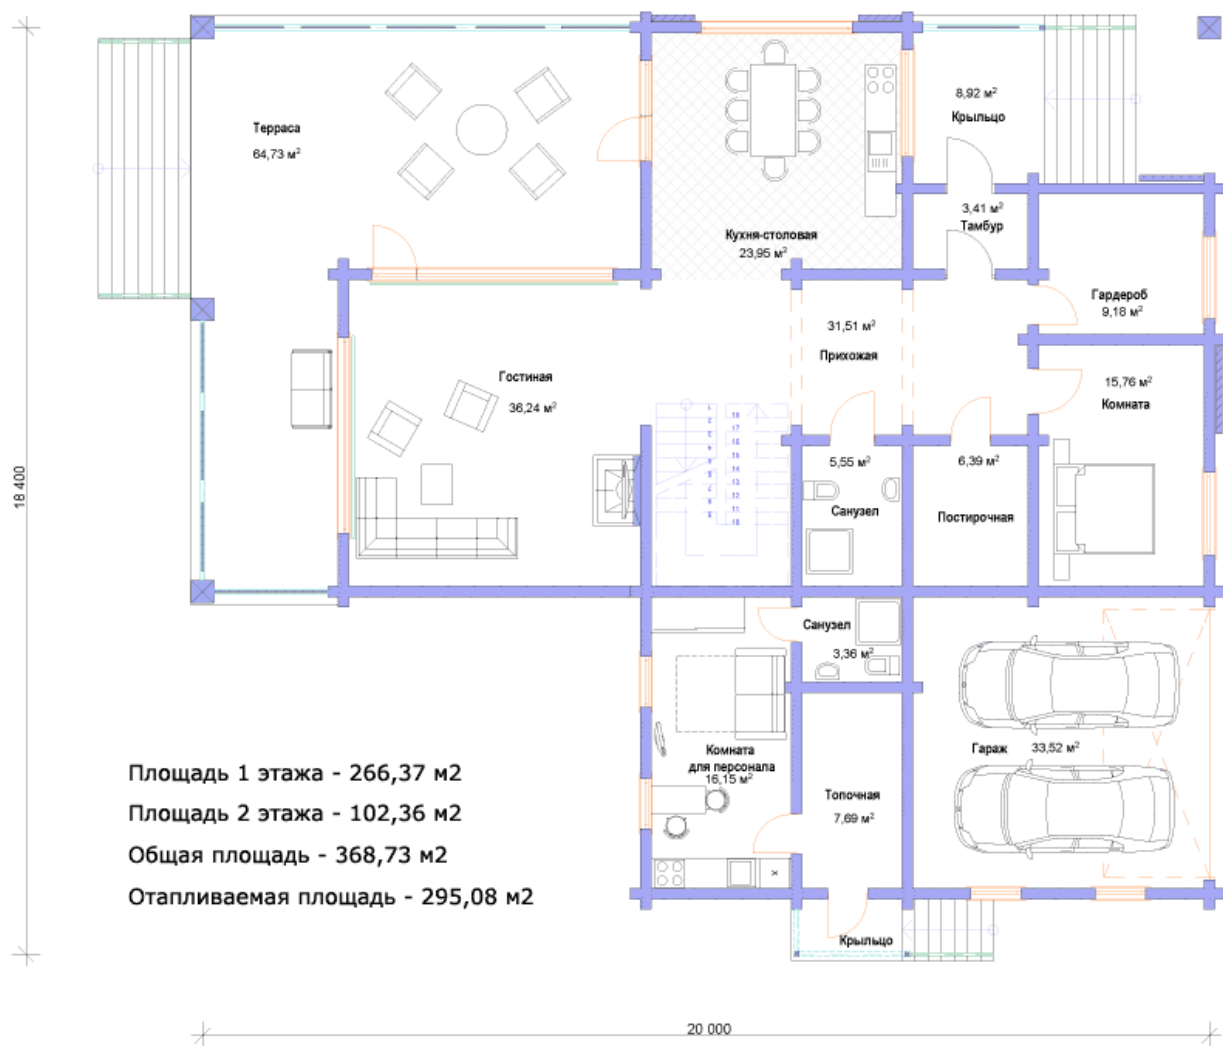 8,92 м²
Крыльцо
Терраса
64,73 м²
3,41 м²
Тамбур
Кухня-столовая
23,95 м²
Гардероб
9,18 м²
31,51 м²
Прихожая
Гостиная
36,24 м²
15,76 м²
Комната
5,55 м²
Санузел
6,39 м²
Постирочная
18 400
Санузел
3,36 м²
Комната
для персонала
16,15 м²
Гараж 33,52 м²
Топочная
7,69 м²
Площадь 1 этажа - 266,37 м2
Площадь 2 этажа - 102,36 м2
Общая площадь - 368,73 м2
Отапливаемая площадь - 295,08 м2
Крыльцо
20 000